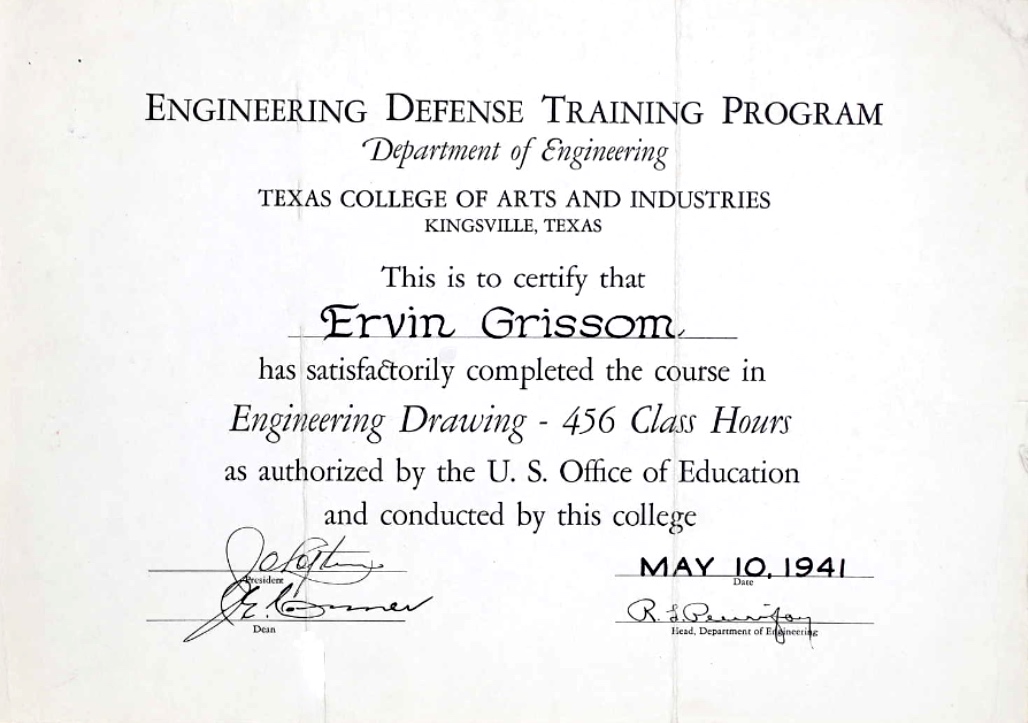 ENGINEERING DEFENSE TRAINING PROGRAM
Department of Engineering
TEXAS COLLEGE OF ARTS AND INDUSTRIES
KINGSVILLE, TEXAS
This is to certify that
Ervin Grissom
has satisfactorily completed the course in
Engineering Drawing - 456 Class Hours
as authorized by the U. S. Office of Education
and conducted by this college
President
Dean
MAY 10, 1941
Date
R. L. Peurifoy
Head, Department of Engineering